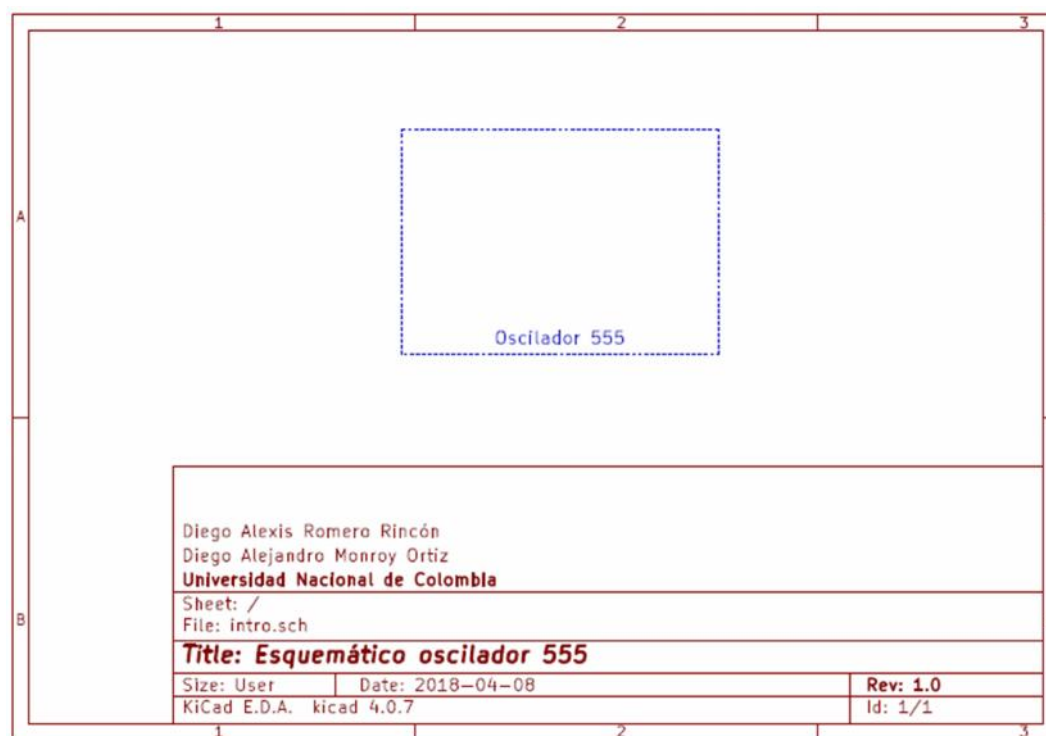 1 2 3
A
Oscilador 555
Diego Alexis Romero Rincón
Diego Alejandro Monroy Ortiz
Universidad Nacional de Colombia
Sheet: /
B
File: intro.sch
Title: Esquemático oscilador 555
Size: User Date: 2018-04-08 Rev: 1.0
KiCad E.D.A. kicad 4.0.7 Id: 1/1
1 2 3